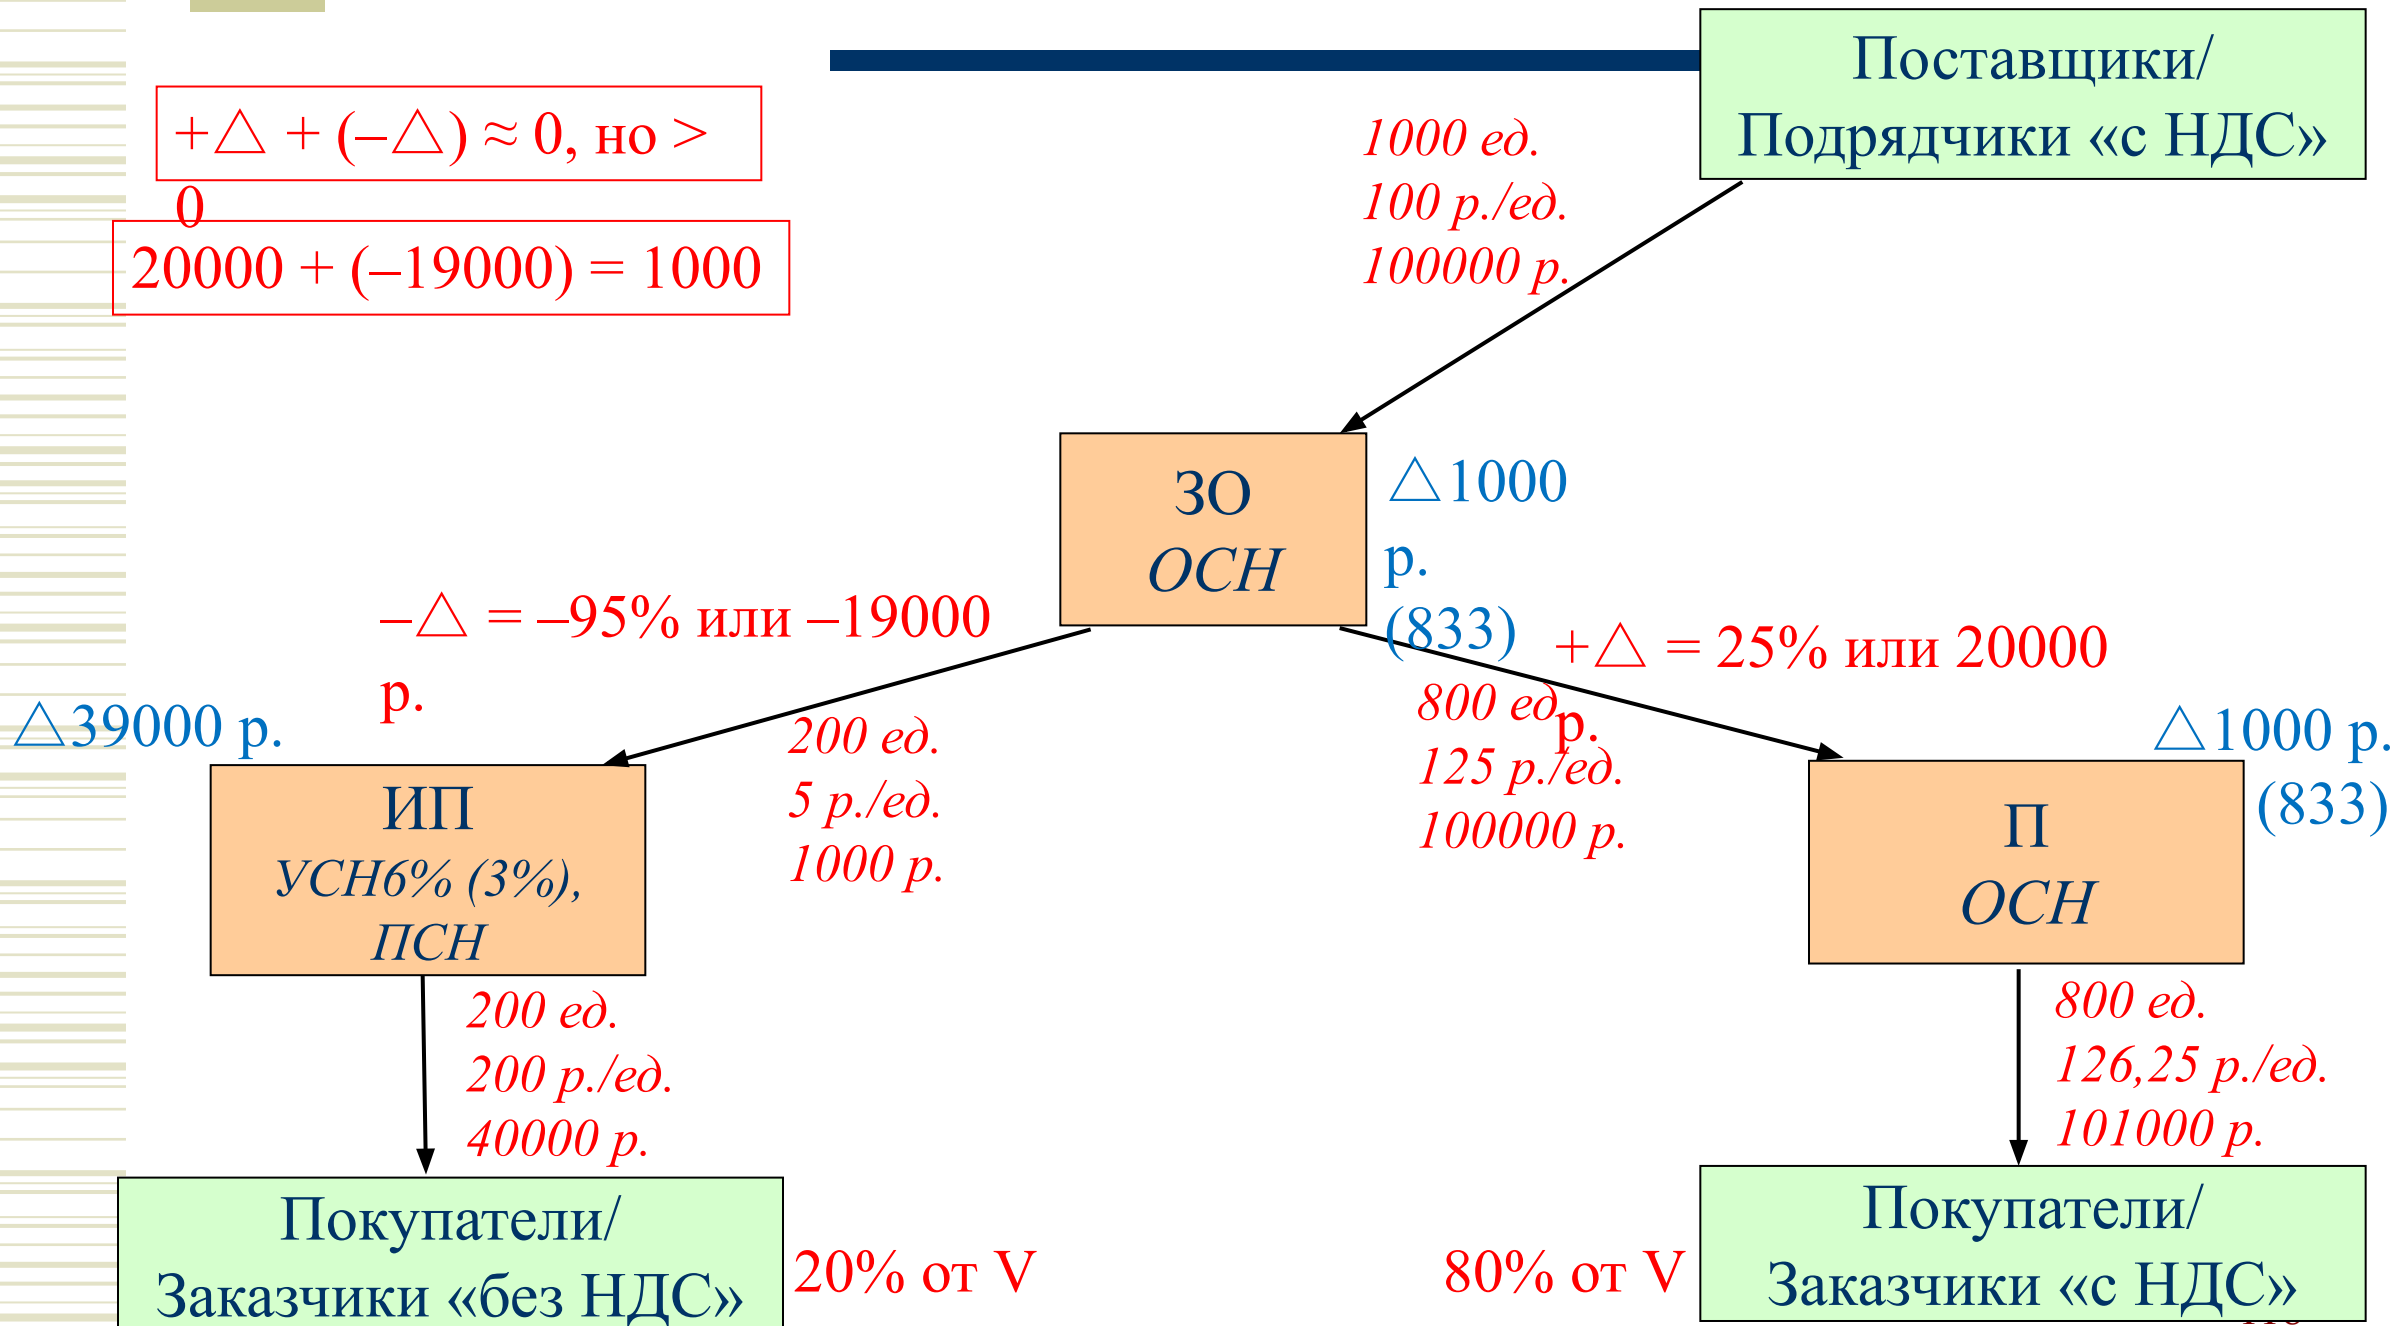 Поставщики/
Подрядчики «с НДС»
+△ + (–△) ≈ 0, но >
0
20000 + (–19000) = 1000
1000 ед.
100 р./ед.
100000 р.
ЗО
ОСН
△1000
р.
(833)
–△ = –95% или –19000
р.
+△ = 25% или 20000
р.
△39000 р.
200 ед.
5 р./ед.
1000 р.
800 ед.
125 р./ед.
100000 р.
△1000 р.
(833)
ИП
УСН6% (3%),
ПСН
П
ОСН
200 ед.
200 р./ед.
40000 р.
800 ед.
126,25 р./ед.
101000 р.
Покупатели/
Заказчики «без НДС»
20% от V
80% от V
Покупатели/
Заказчики «с НДС»